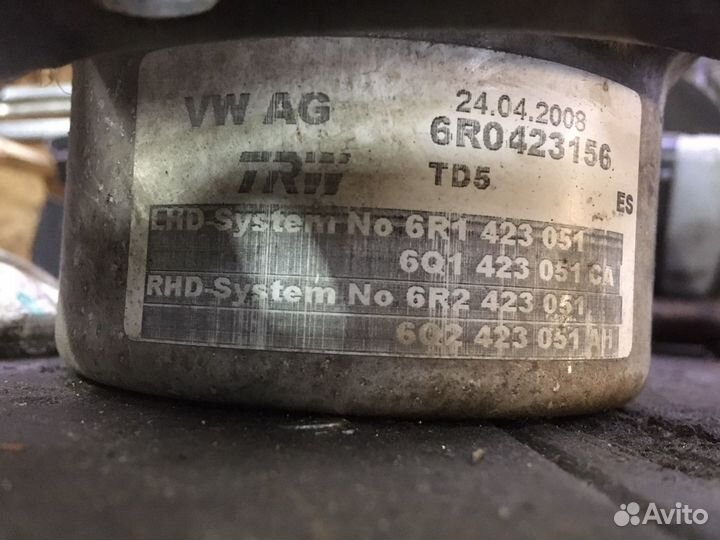 VW AG 24.04.2008
6R0423156
TRW TD5
ES
LHD-System No 6R1 423 051
6Q1 423 051 CA
RHD-System No 6R2 423 051
6Q2 423 051 AH
Avito